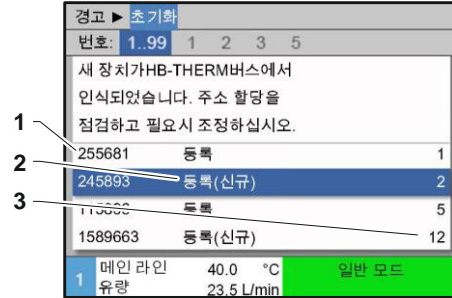 경고 ▶ 초기화
번호: 1..99 1 2 3 5
새 장치가HB-THERM버스에서
인식되었습니다. 주소 할당을
점검하고 필요시 조정하십시오.
1
255681 등록 1
2
245893 등록(신규) 2
3
등록 5
1589663 등록(신규) 12
1 메인 라인 40.0 °C 일반 모드
유량 23.5 L/min